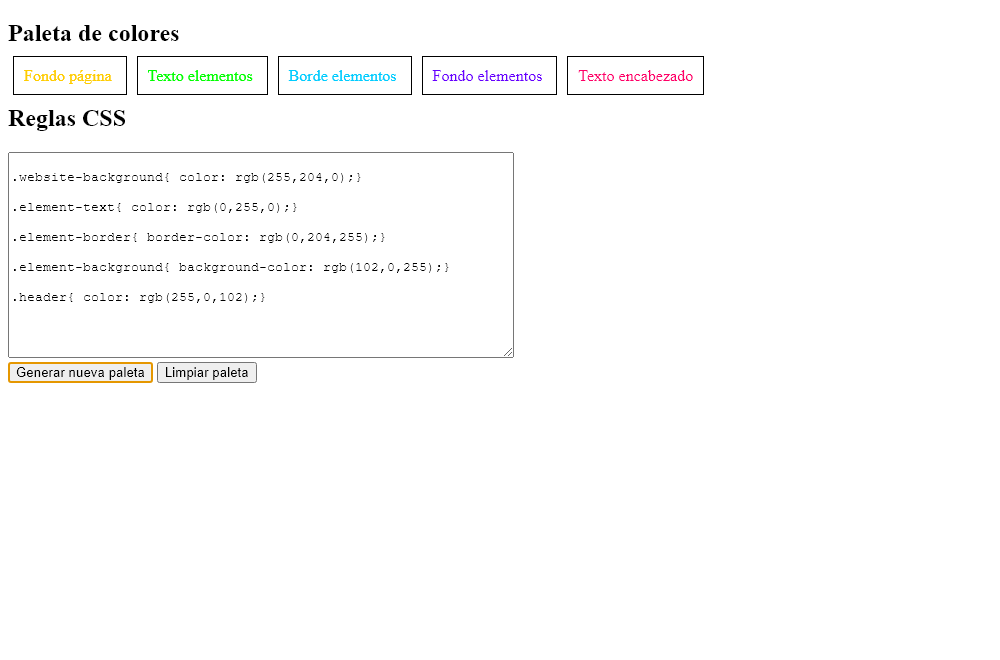 Paleta de colores
Fondo página Texto elementos Borde elementos Fondo elementos Texto encabezado
Reglas CSS
.website-background{ color: rgb(255,204,0);}
.element-text{ color: rgb(0,255,0);}
.element-border{ border-color: rgb(0,204,255);}
.element-background{ background-color: rgb(102,0,255);}
.header{ color: rgb(255,0,102);}
Generar nueva paleta Limpiar paleta